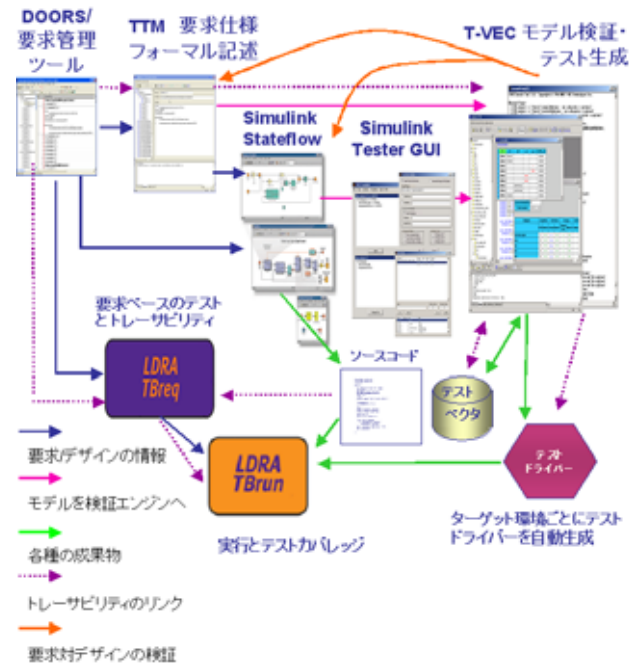 DOORS/
要求管理
ツール
TTM 要求仕様
フォーマル記述
T-VEC モデル検証・
テスト生成
Simulink
Stateflow
Simulink
Tester GUI
要求ベースのテスト
とトレーサビリティ
LDRA
TBreq
ソースコード
テスト
ベクタ
テスト
ドライバー
LDRA
TBrun
ターゲット環境ごとにテスト
ドライバーを自動生成
実行とテストカバレッジ
要求/デザインの情報
モデルを検証エンジンへ
各種の成果物
トレーサビリティのリンク
要求対デザインの検証